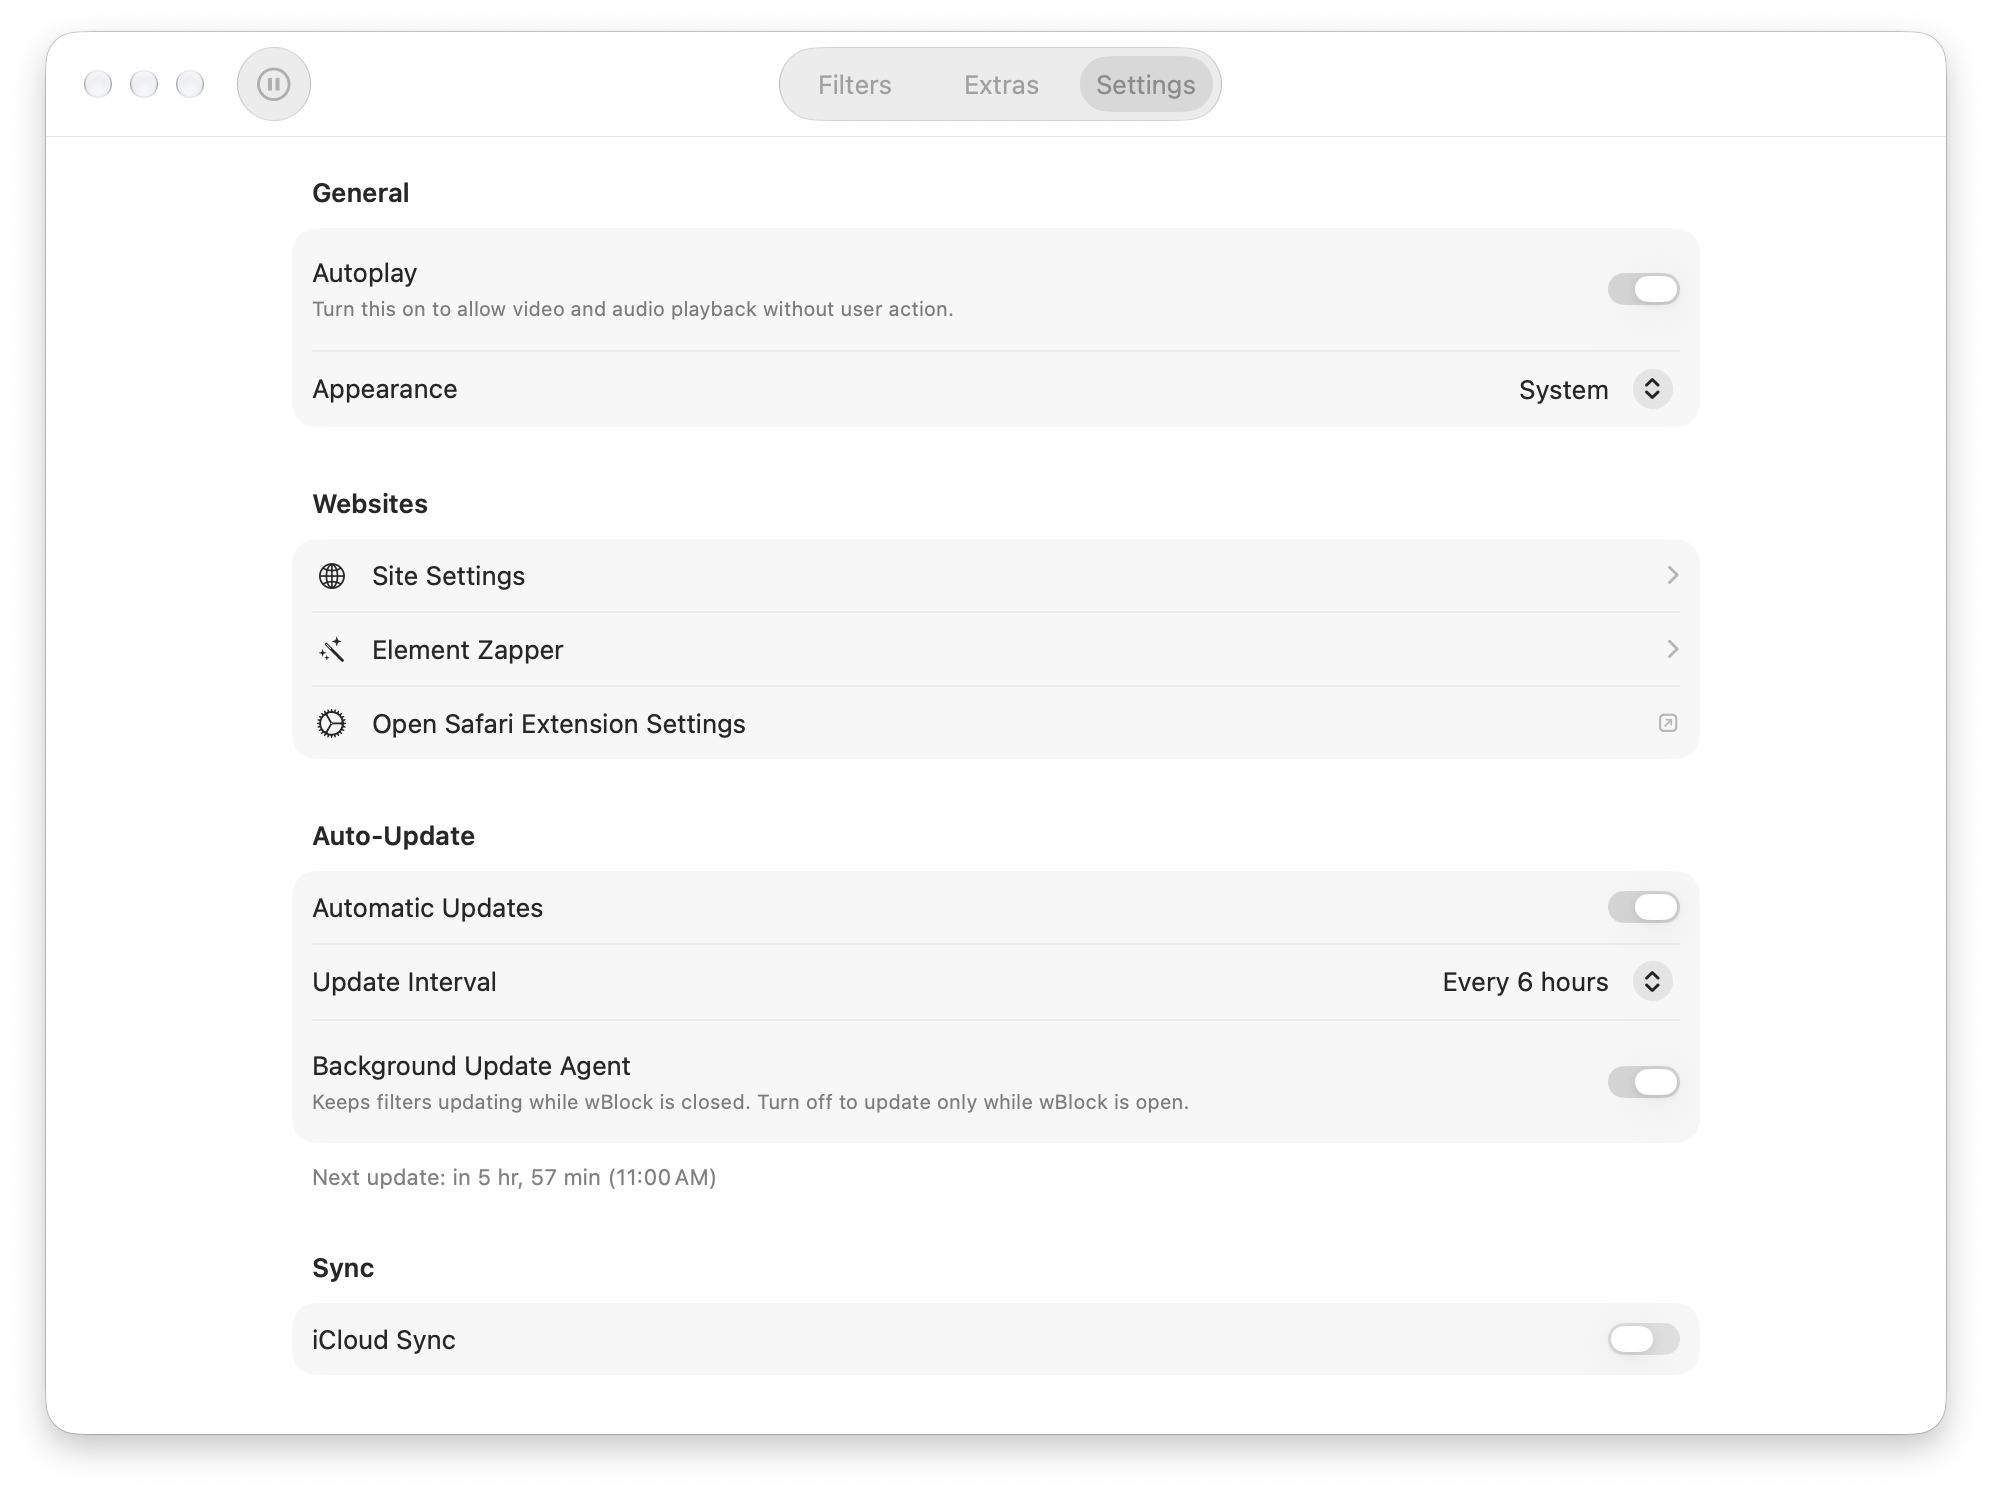 Filters
Extras
Settings
General
Autoplay
Turn this on to allow video and audio playback without user action.
Appearance
System
Websites
Site Settings
Element Zapper
Open Safari Extension Settings
Auto-Update
Automatic Updates
Update Interval
Every 6 hours
Background Update Agent
Keeps filters updating while wBlock is closed. Turn off to update only while wBlock is open.
Next update: in 5 hr, 57 min (11:00 AM)
Sync
iCloud Sync